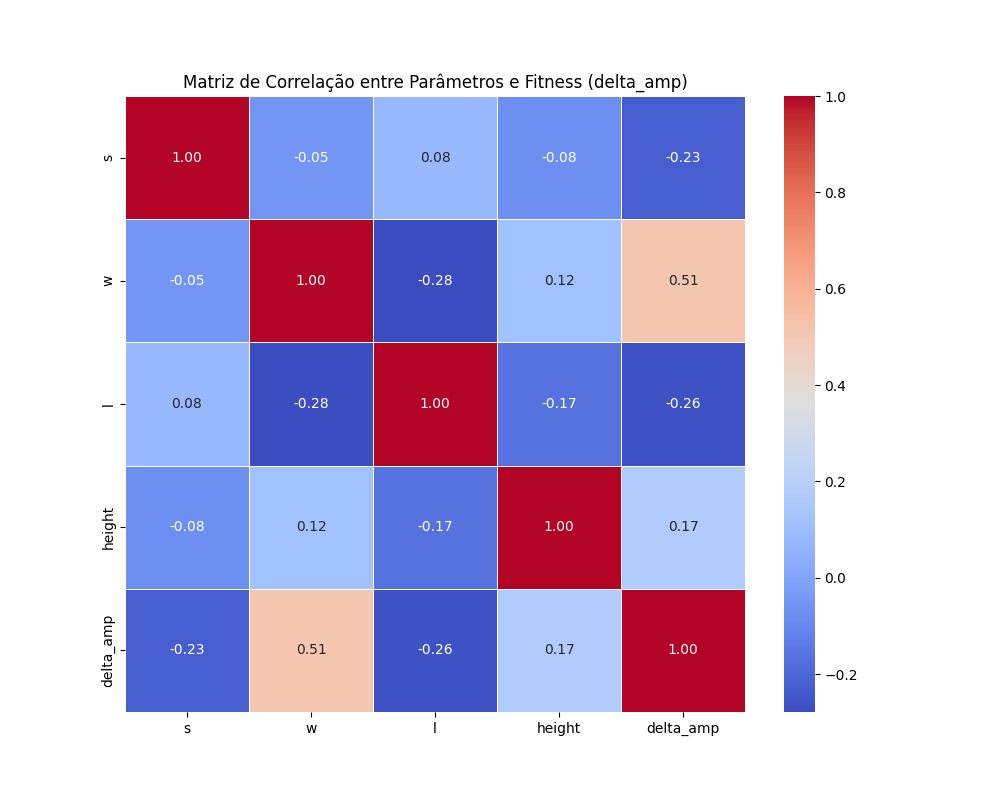 Matriz de Correlação entre Parâmetros e Fitness (delta_amp)
s 1.00 -0.05 0.08 -0.08 -0.23
w -0.05 1.00 -0.28 0.12 0.51
l 0.08 -0.28 1.00 -0.17 -0.26
height -0.08 0.12 -0.17 1.00 0.17
delta_amp -0.23 0.51 -0.26 0.17 1.00
s w l height delta_amp
1.0
0.8
0.6
0.4
0.2
0.0
−0.2